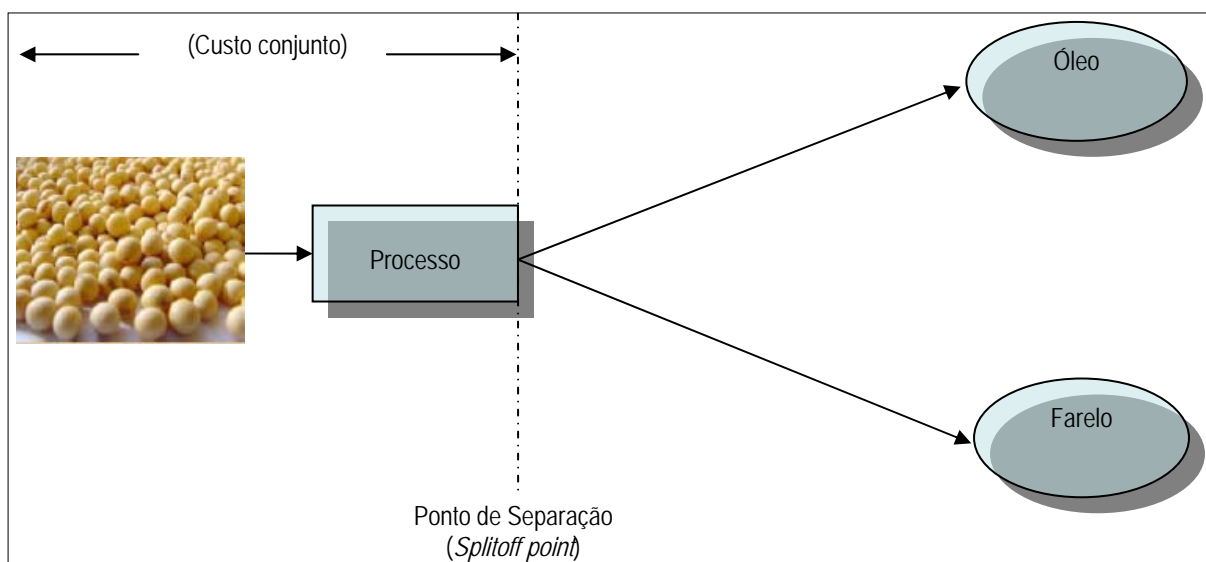 (Custo conjunto)
Óleo
Processo
Farelo
Ponto de Separação
(Splitoff point)